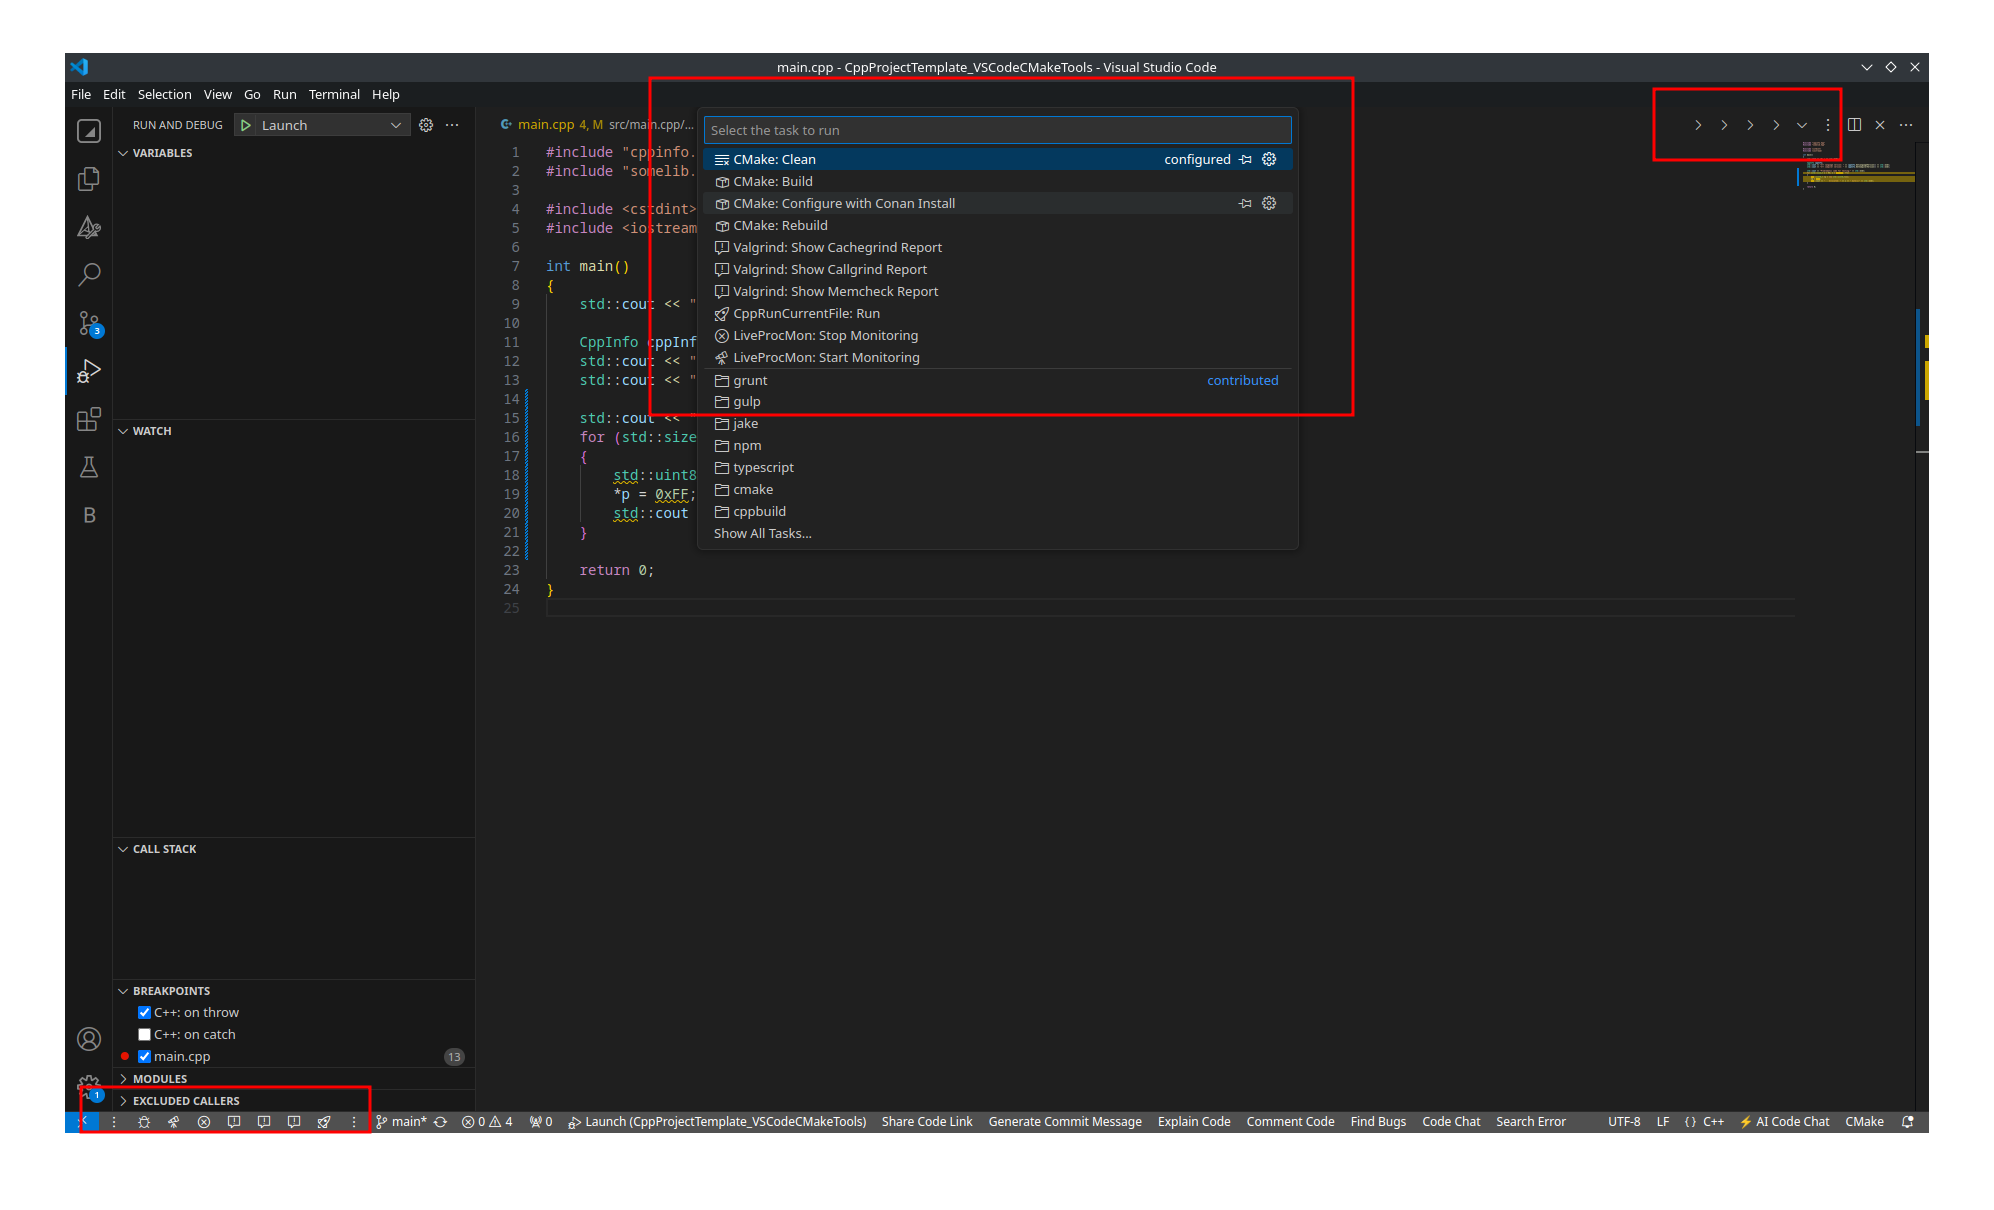 main.cpp - CppProjectTemplate_VSCodeCMakeTools - Visual Studio Code
File Edit Selection View Go Run Terminal Help
RUN AND DEBUG Launch
main.cpp 4, M src/main.cpp/...
VARIABLES
WATCH
CALL STACK
BREAKPOINTS
C++: on throw
C++: on catch
main.cpp 13
MODULES
EXCLUDED CALLERS
3
B
1
1 #include "cppinfo.
2 #include "somelib.
3
4 #include <cstdint>
5 #include <iostream
6
7 int main()
8 {
9 std::cout << "
10
11 CppInfo cppInf
12 std::cout << "
13 std::cout << "
14
15 std::cout << "
16 for (std::size
17 {
18 std::uint8
19 *p = 0xFF;
20 std::cout
21 }
22
23 return 0;
24 }
25
Select the task to run
CMake: Clean configured
CMake: Build
CMake: Configure with Conan Install
CMake: Rebuild
Valgrind: Show Cachegrind Report
Valgrind: Show Callgrind Report
Valgrind: Show Memcheck Report
CppRunCurrentFile: Run
LiveProcMon: Stop Monitoring
LiveProcMon: Start Monitoring
grunt contributed
gulp
jake
npm
typescript
cmake
cppbuild
Show All Tasks...
main* 0 4 0 Launch (CppProjectTemplate_VSCodeCMakeTools) Share Code Link Generate Commit Message Explain Code Comment Code Find Bugs Code Chat Search Error UTF-8 LF {} C++ ⚡ AI Code Chat CMake